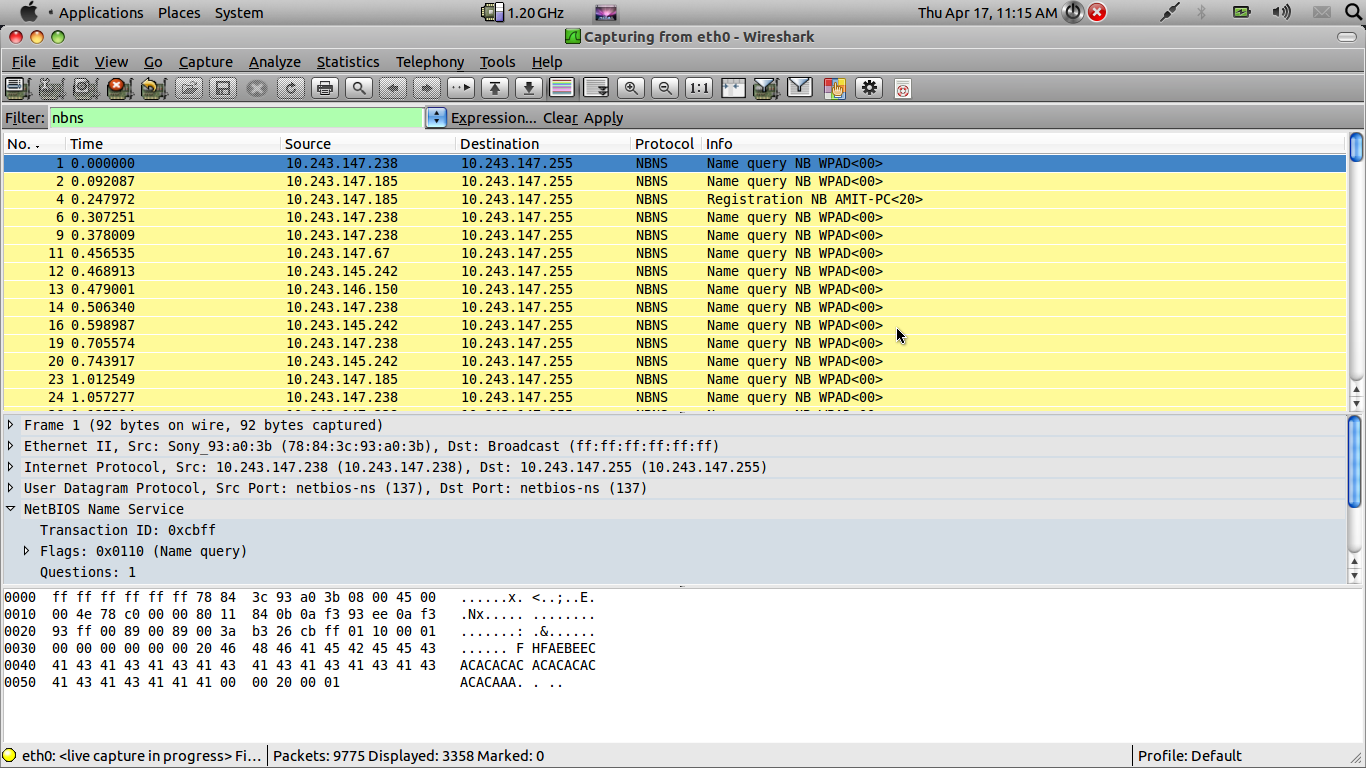 Applications Places System 1.20 GHz Thu Apr 17, 11:15 AM
Capturing from eth0 - Wireshark
File Edit View Go Capture Analyze Statistics Telephony Tools Help
1:1
Filter: nbns Expression... Clear Apply
No. . Time Source Destination Protocol Info
1 0.000000 10.243.147.238 10.243.147.255 NBNS Name query NB WPAD<00>
2 0.092087 10.243.147.185 10.243.147.255 NBNS Name query NB WPAD<00>
4 0.247972 10.243.147.185 10.243.147.255 NBNS Registration NB AMIT-PC<20>
6 0.307251 10.243.147.238 10.243.147.255 NBNS Name query NB WPAD<00>
9 0.378009 10.243.147.238 10.243.147.255 NBNS Name query NB WPAD<00>
11 0.456535 10.243.147.67 10.243.147.255 NBNS Name query NB WPAD<00>
12 0.468913 10.243.145.242 10.243.147.255 NBNS Name query NB WPAD<00>
13 0.479001 10.243.146.150 10.243.147.255 NBNS Name query NB WPAD<00>
14 0.506340 10.243.147.238 10.243.147.255 NBNS Name query NB WPAD<00>
16 0.598987 10.243.145.242 10.243.147.255 NBNS Name query NB WPAD<00>
19 0.705574 10.243.147.238 10.243.147.255 NBNS Name query NB WPAD<00>
20 0.743917 10.243.145.242 10.243.147.255 NBNS Name query NB WPAD<00>
23 1.012549 10.243.147.185 10.243.147.255 NBNS Name query NB WPAD<00>
24 1.057277 10.243.147.238 10.243.147.255 NBNS Name query NB WPAD<00>
Frame 1 (92 bytes on wire, 92 bytes captured)
Ethernet II, Src: Sony_93:a0:3b (78:84:3c:93:a0:3b), Dst: Broadcast (ff:ff:ff:ff:ff:ff)
Internet Protocol, Src: 10.243.147.238 (10.243.147.238), Dst: 10.243.147.255 (10.243.147.255)
User Datagram Protocol, Src Port: netbios-ns (137), Dst Port: netbios-ns (137)
NetBIOS Name Service
Transaction ID: 0xcbff
Flags: 0x0110 (Name query)
Questions: 1
0000 ff ff ff ff ff ff 78 84 3c 93 a0 3b 08 00 45 00 ......x. <..;..E.
0010 00 4e 78 c0 00 00 80 11 84 0b 0a f3 93 ee 0a f3 .Nx..... ........
0020 93 ff 00 89 00 89 00 3a b3 26 cb ff 01 10 00 01 .......: .&......
0030 00 00 00 00 00 00 20 46 48 46 41 45 42 45 45 43 ...... F HFAEBEEC
0040 41 43 41 43 41 43 41 43 41 43 41 43 41 43 41 43 ACACACAC ACACACAC
0050 41 43 41 43 41 41 41 00 00 20 00 01 ACACAAA. . ..
eth0: <live capture in progress> Fi... Packets: 9775 Displayed: 3358 Marked: 0 Profile: Default